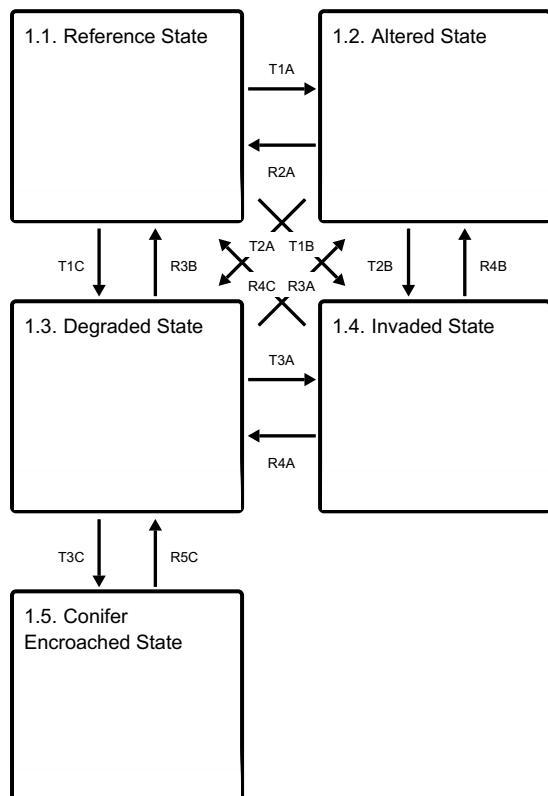 1.1. Reference State
1.2. Altered State
T1A
R2A
T2A
T1B
T1C
R3B
T2B
R4B
R4C
R3A
1.3. Degraded State
1.4. Invaded State
T3A
R4A
T3C
R5C
1.5. Conifer
Encroached State